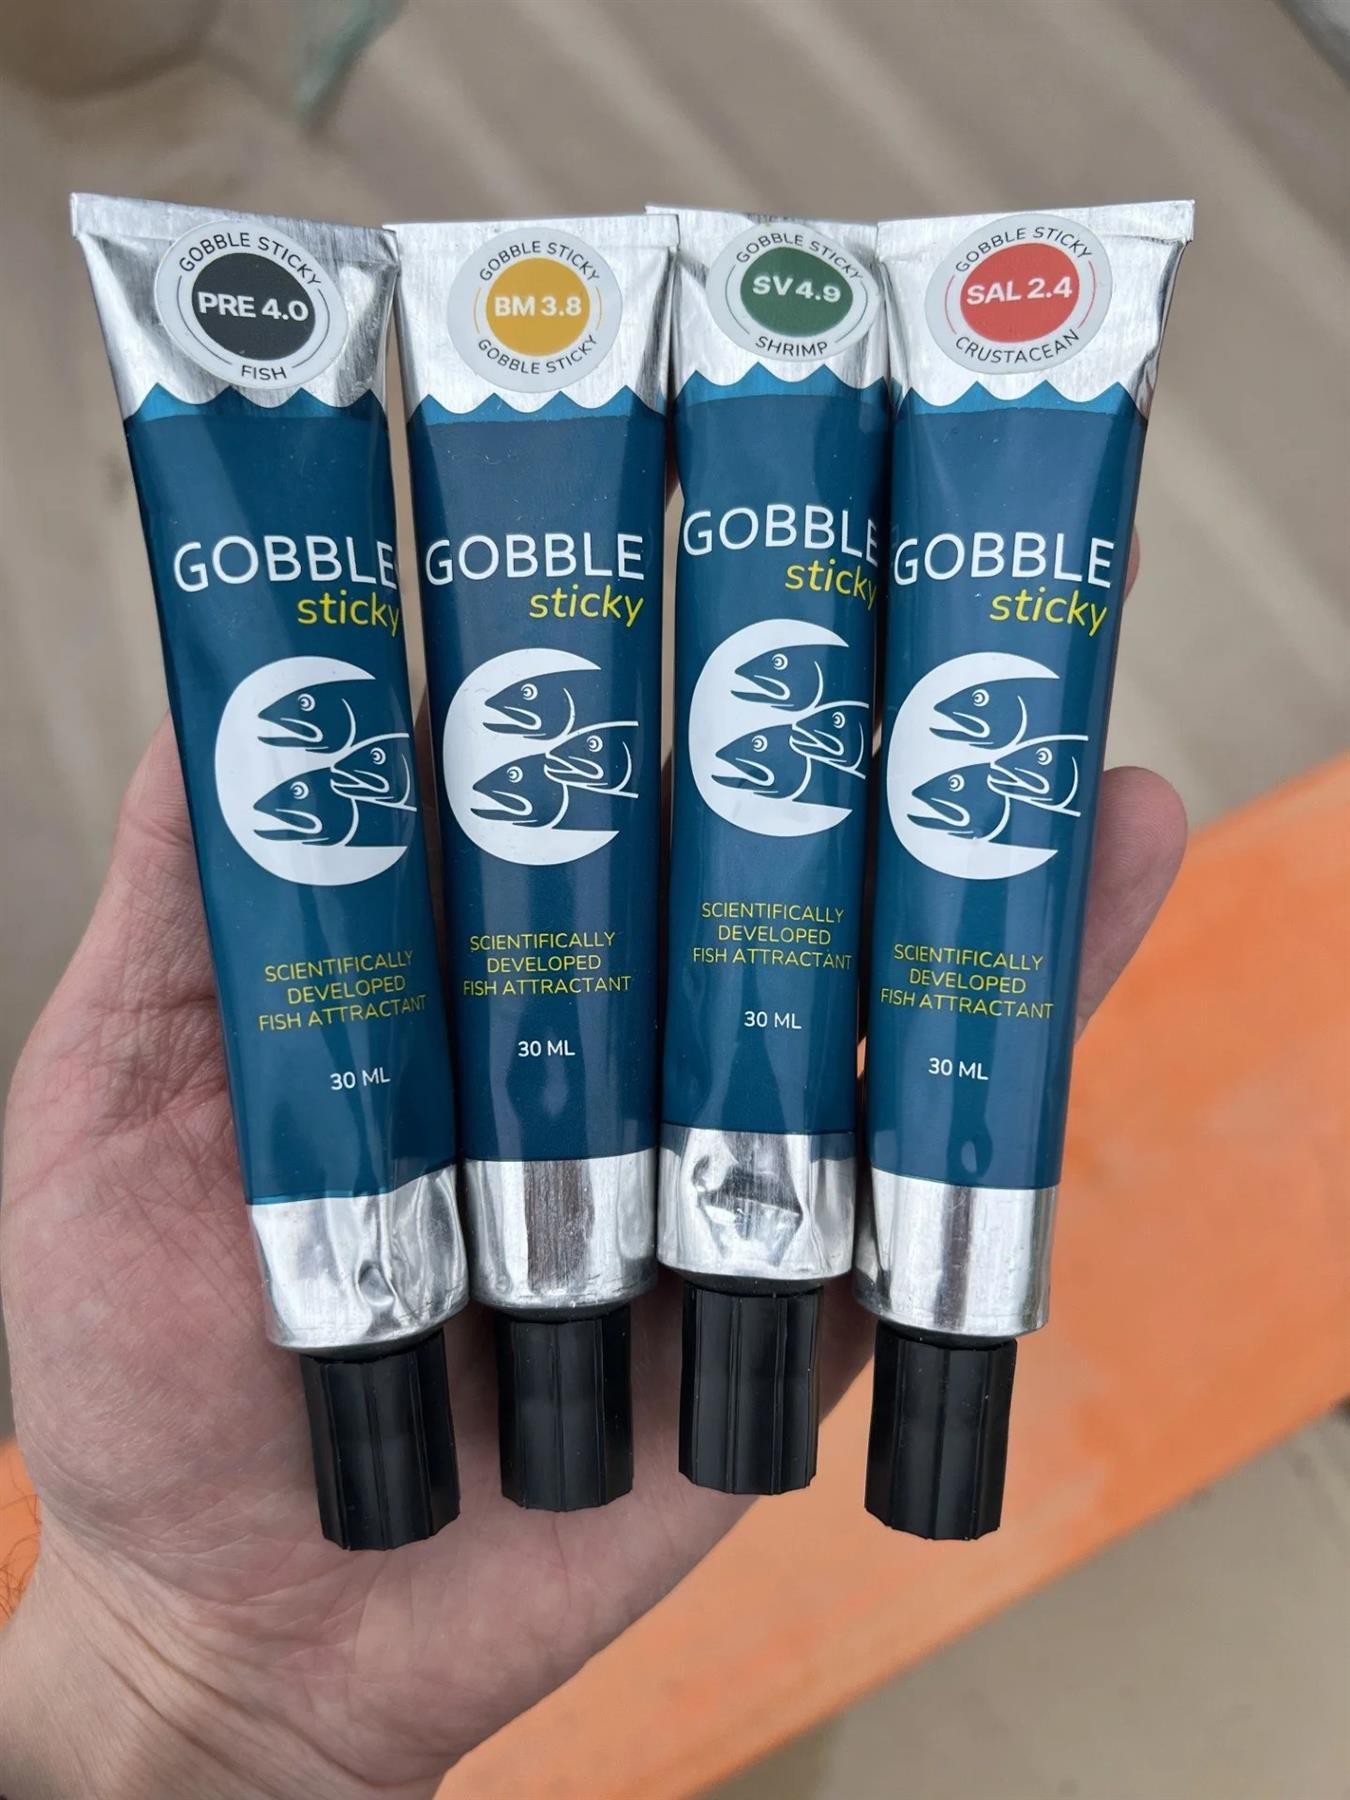 GOBBLE STICKY
PRE 4.0
FISH
GOBBLE
sticky
SCIENTIFICALLY
DEVELOPED
FISH ATTRACTANT
30 ML
GOBBLE STICKY
BM 3.8
GOBBLE STICKY
GOBBLE
sticky
SCIENTIFICALLY
DEVELOPED
FISH ATTRACTANT
30 ML
GOBBLE STICKY
SV 4.9
SHRIMP
GOBBLE
sticky
SCIENTIFICALLY
DEVELOPED
FISH ATTRACTANT
30 ML
GOBBLE STICKY
SAL 2.4
CRUSTACEAN
GOBBLE
sticky
SCIENTIFICALLY
DEVELOPED
FISH ATTRACTANT
30 ML